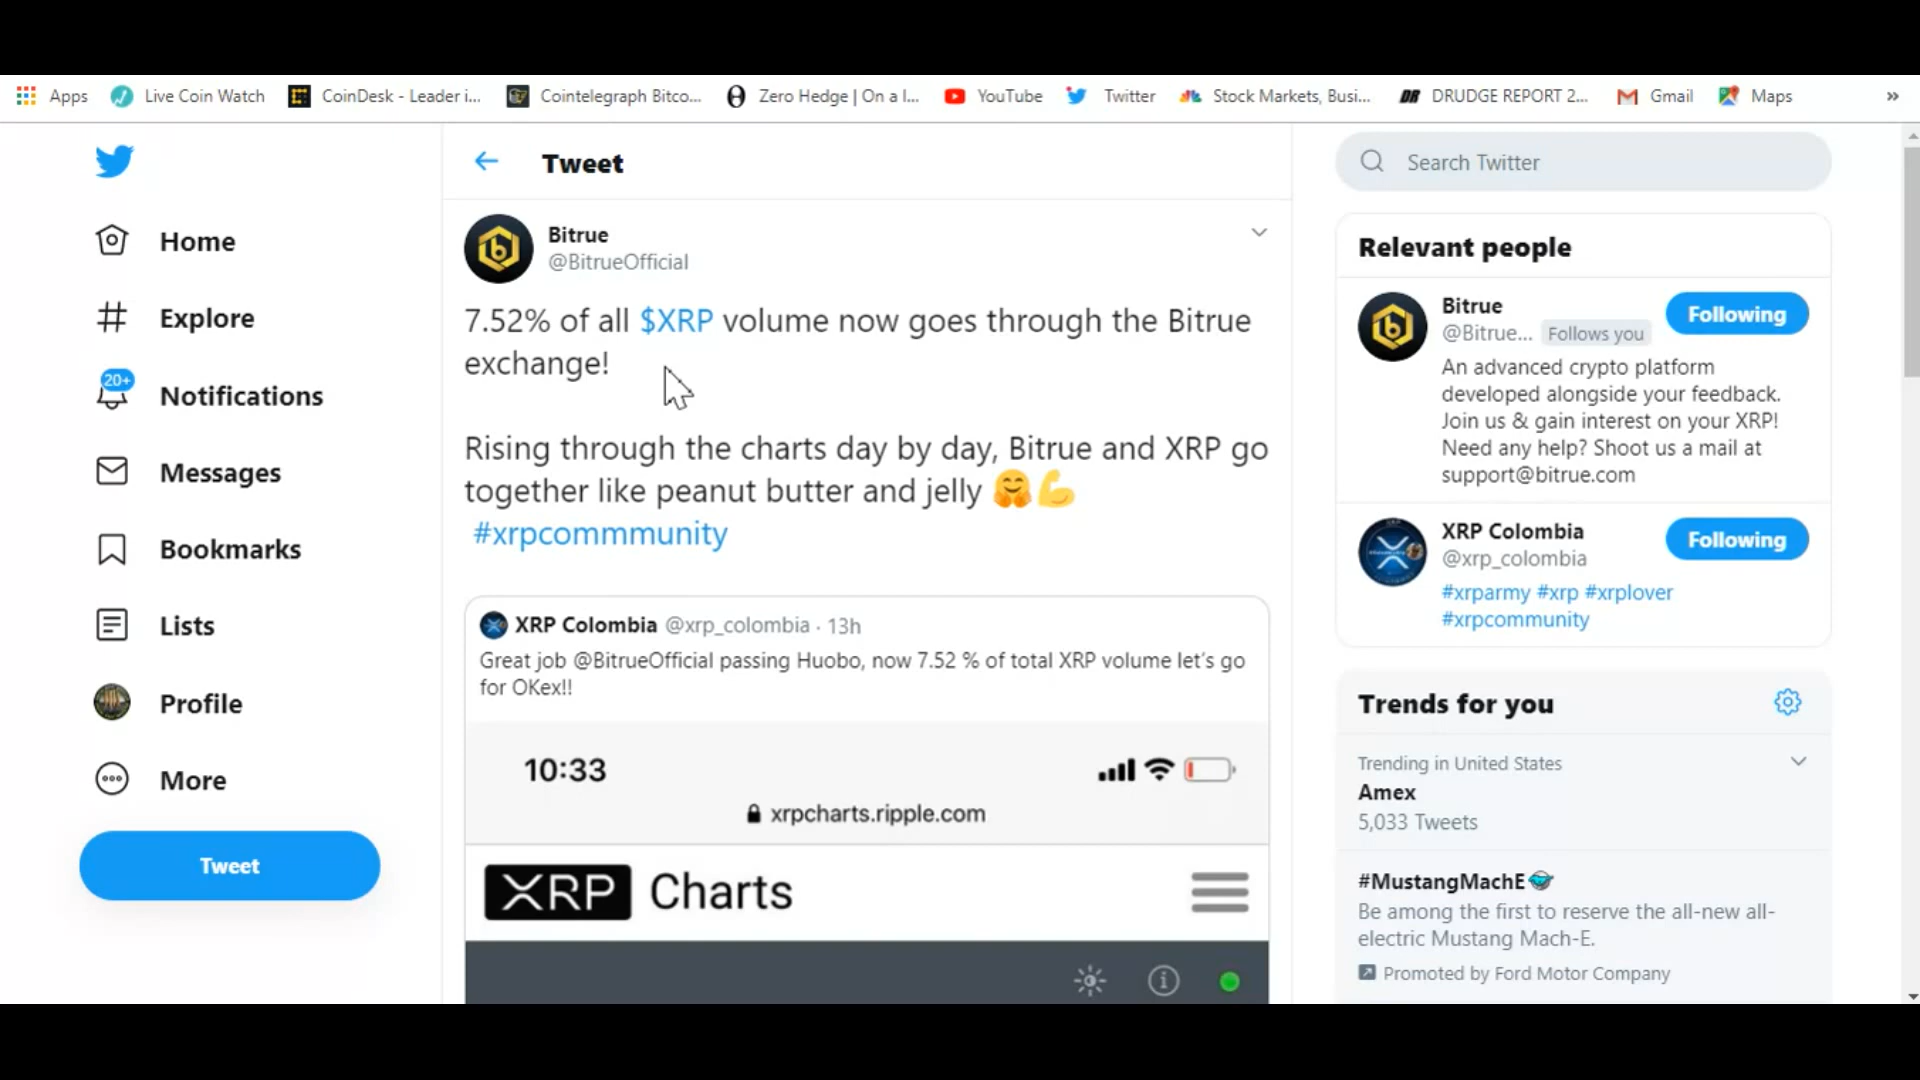 Apps Live Coin Watch CoinDesk - Leader i... Cointelegraph Bitco... Zero Hedge | On a l... YouTube Twitter Stock Markets, Busi... DR DRUDGE REPORT 2... Gmail Maps »
Home
Explore
20+
Notifications
Messages
Bookmarks
Lists
Profile
More
Tweet
Tweet
Bitrue
@BitrueOfficial
7.52% of all $XRP volume now goes through the Bitrue
exchange!
Rising through the charts day by day, Bitrue and XRP go
together like peanut butter and jelly 🤗💪
#xrpcommmunity
XRP Colombia @xrp_colombia · 13h
Great job @BitrueOfficial passing Huobo, now 7.52 % of total XRP volume let's go
for OKex!!
10:33
xrpcharts.ripple.com
XRP Charts
Search Twitter
Relevant people
Bitrue
Following
@Bitrue... Follows you
An advanced crypto platform
developed alongside your feedback.
Join us & gain interest on your XRP!
Need any help? Shoot us a mail at
support@bitrue.com
XRP Colombia
Following
@xrp_colombia
#xrparmy #xrp #xrplover
#xrpcommunity
Trends for you
Trending in United States
Amex
5,033 Tweets
#MustangMachE
Be among the first to reserve the all-new all-
electric Mustang Mach-E.
Promoted by Ford Motor Company